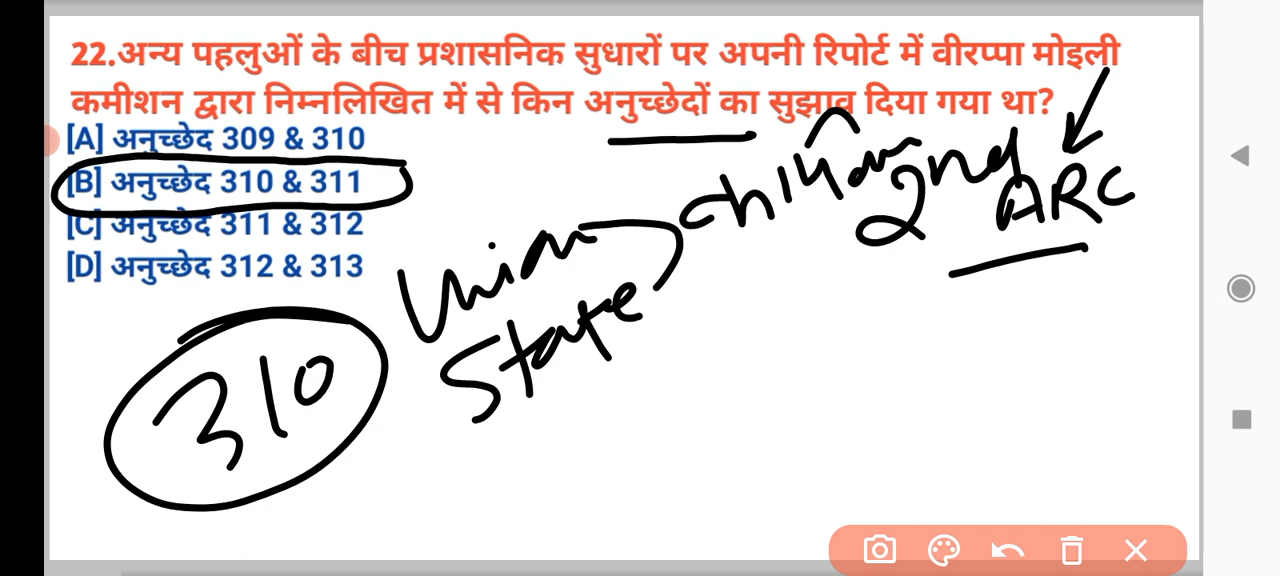 22.अन्य पहलुओं के बीच प्रशासनिक सुधारों पर अपनी रिपोर्ट में वीरप्पा मोइली
कमीशन द्वारा निम्नलिखित में से किन अनुच्छेदों का सुझाव दिया गया था?
[A] अनुच्छेद 309 & 310
[B] अनुच्छेद 310 & 311
[C] अनुच्छेद 311 & 312
[D] अनुच्छेद 312 & 313
2nd ARC
Union
State
310